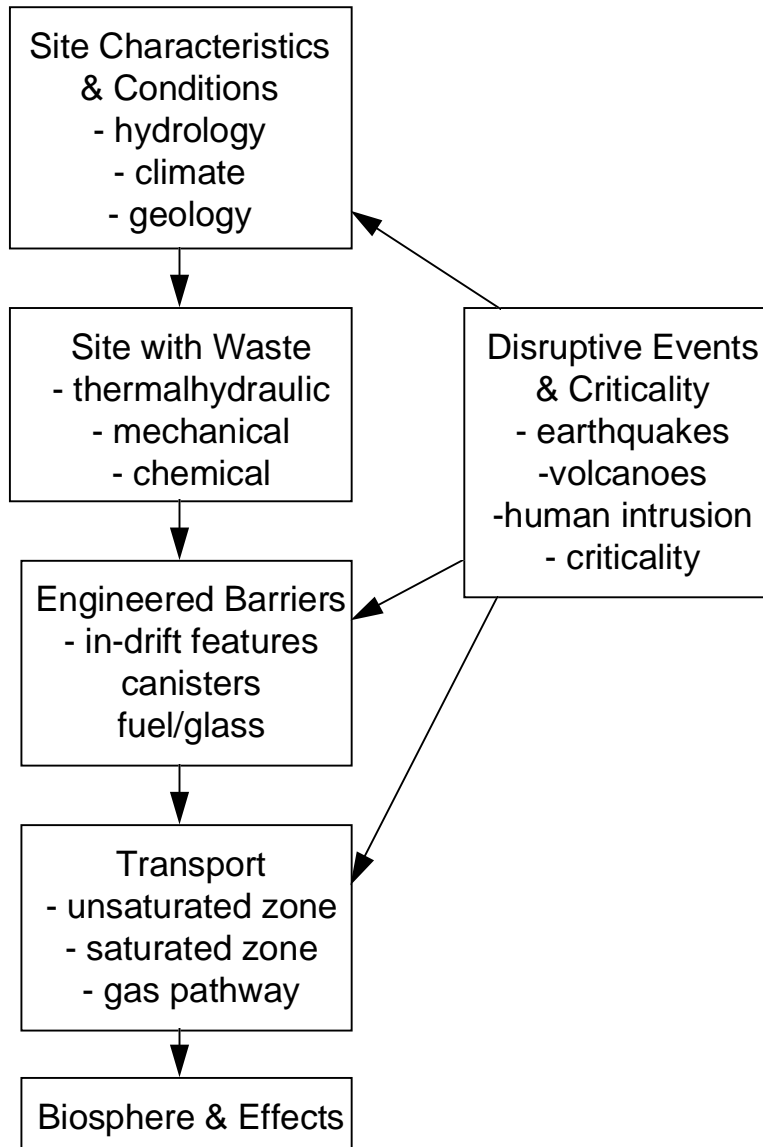 Site Characteristics
& Conditions
- hydrology
- climate
- geology
Site with Waste
- thermalhydraulic
- mechanical
- chemical
Disruptive Events
& Criticality
- earthquakes
-volcanoes
-human intrusion
- criticality
Engineered Barriers
- in-drift features
canisters
fuel/glass
Transport
- unsaturated zone
- saturated zone
- gas pathway
Biosphere & Effects